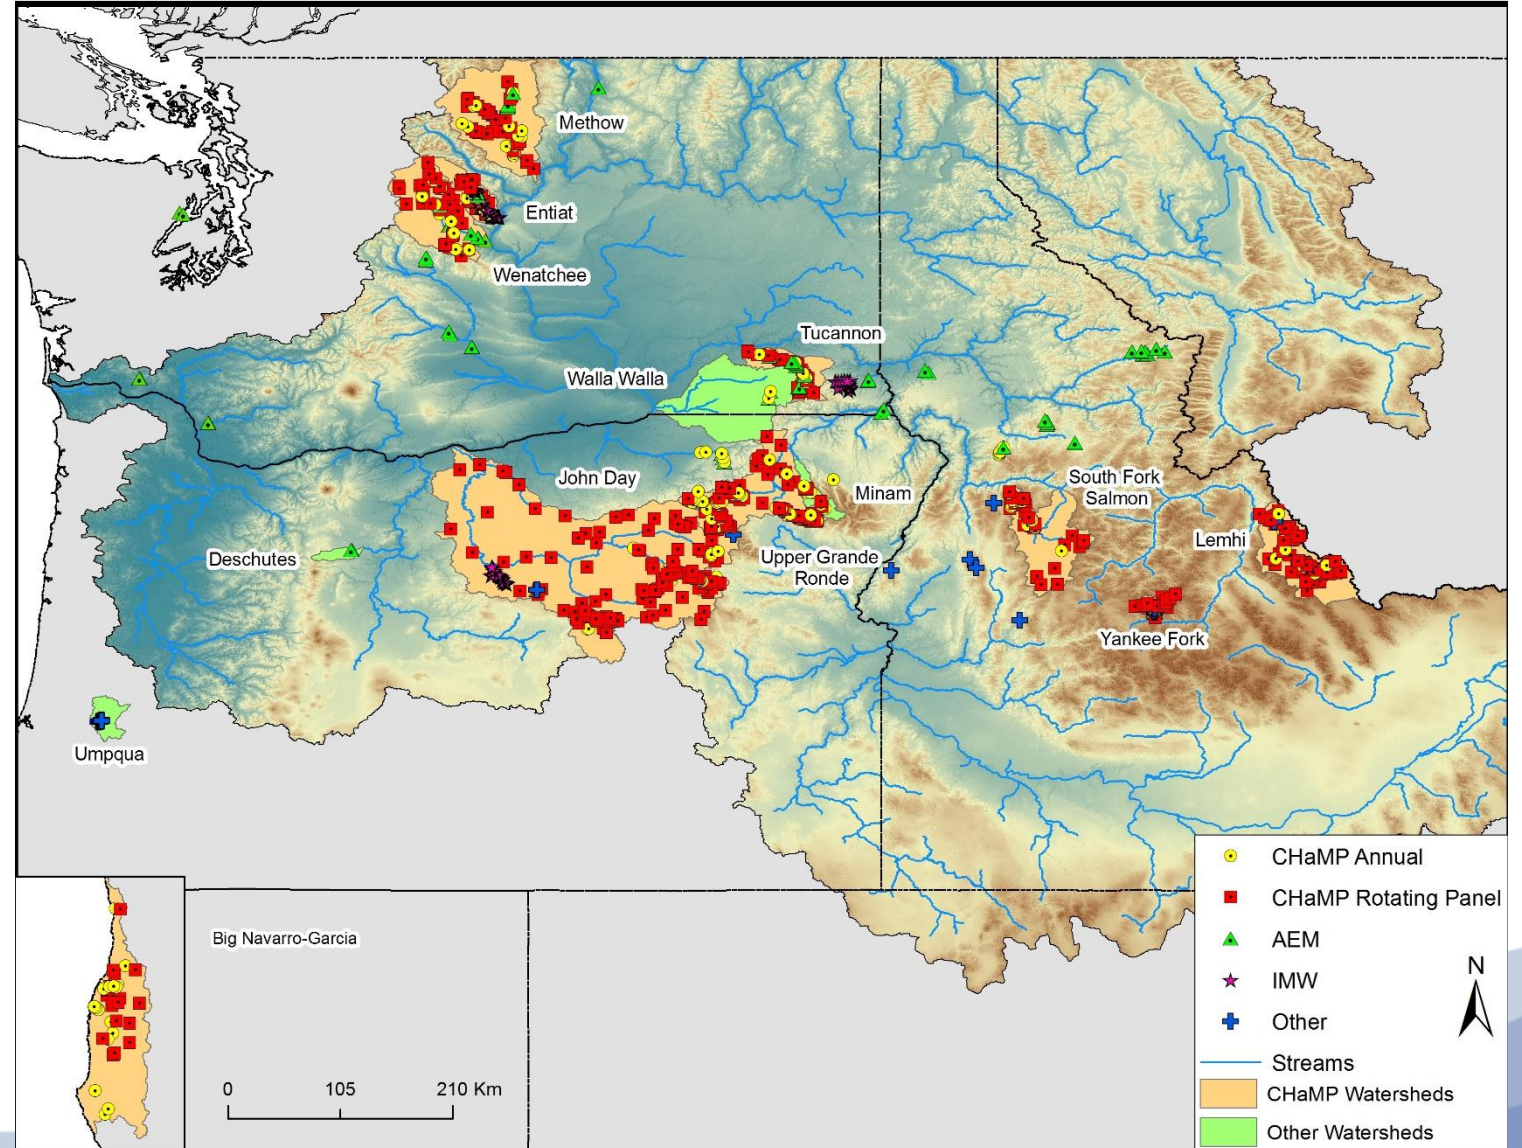 Methow
Entiat
Wenatchee
Tucannon
Walla Walla
John Day
Minam
South Fork
Salmon
Deschutes
Upper Grande
Ronde
Lemhi
Yankee Fork
Umpqua
Big Navarro-Garcia
0 105 210 Km
CHaMP Annual
CHaMP Rotating Panel
AEM
IMW
Other
Streams
CHaMP Watersheds
Other Watersheds
N